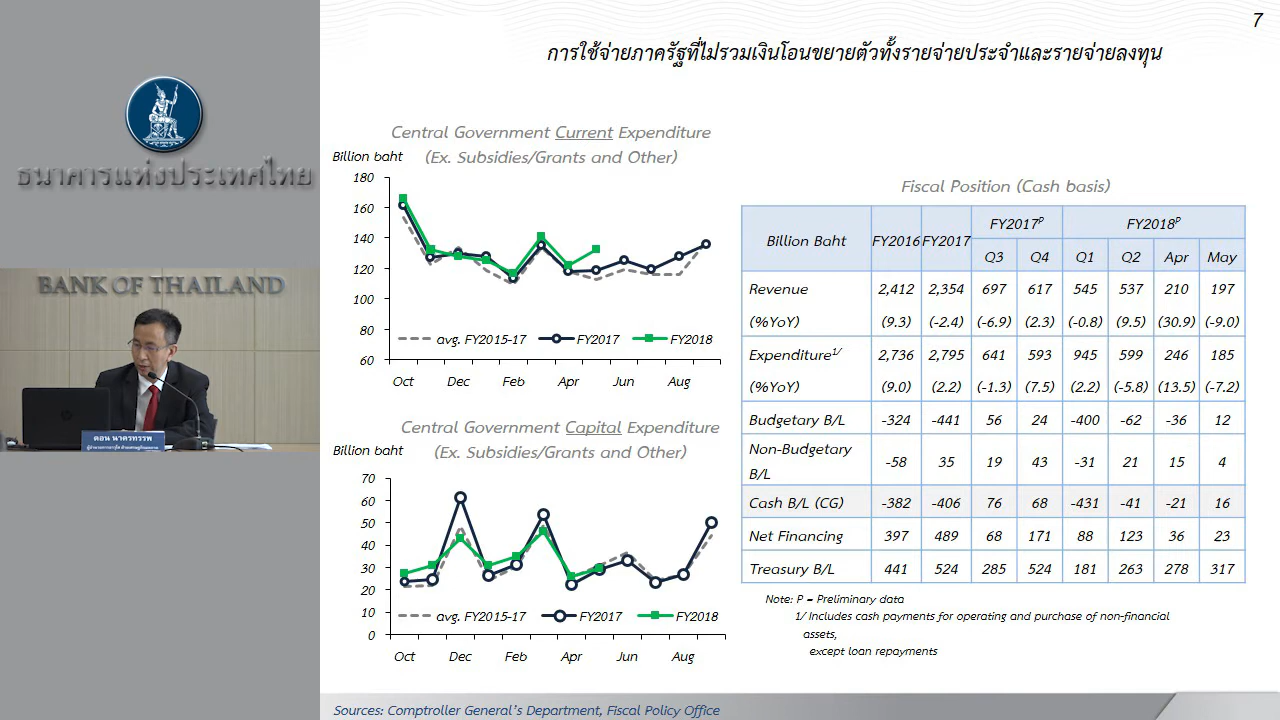 7
การใช้จ่ายภาครัฐที่ไม่รวมเงินโอนขยายตัวทั้งรายจ่ายประจำและรายจ่ายลงทุน
ธนาคารแห่งประเทศไทย
BANK OF THAILAND
ดอน นาครทรรพ
Central Government Current Expenditure
Billion baht (Ex. Subsidies/Grants and Other)
180
160
140
120
100
80
60
avg. FY2015-17 FY2017 FY2018
Oct Dec Feb Apr Jun Aug
Central Government Capital Expenditure
Billion baht (Ex. Subsidies/Grants and Other)
70
60
50
40
30
20
10
0
avg. FY2015-17 FY2017 FY2018
Oct Dec Feb Apr Jun Aug
Fiscal Position (Cash basis)
Billion Baht FY2016 FY2017 FY2017ᵖ FY2018ᵖ
Q3 Q4 Q1 Q2 Apr May
Revenue 2,412 2,354 697 617 545 537 210 197
(%YoY) (9.3) (-2.4) (-6.9) (2.3) (-0.8) (9.5) (30.9) (-9.0)
Expenditure¹/ 2,736 2,795 641 593 945 599 246 185
(%YoY) (9.0) (2.2) (-1.3) (7.5) (2.2) (-5.8) (13.5) (-7.2)
Budgetary B/L -324 -441 56 24 -400 -62 -36 12
Non-Budgetary
B/L -58 35 19 43 -31 21 15 4
Cash B/L (CG) -382 -406 76 68 -431 -41 -21 16
Net Financing 397 489 68 171 88 123 36 23
Treasury B/L 441 524 285 524 181 263 278 317
Note: P = Preliminary data
1/ Includes cash payments for operating and purchase of non-financial
assets,
except loan repayments
Sources: Comptroller General's Department, Fiscal Policy Office